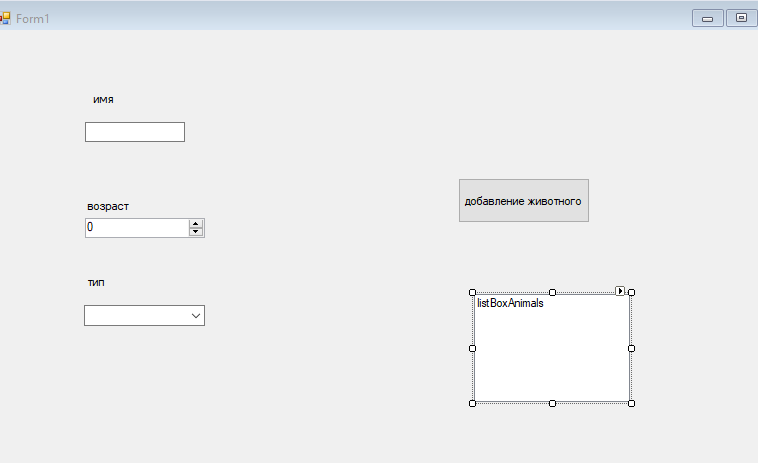 Form1
имя
возраст
0
добавление животного
тип
listBoxAnimals